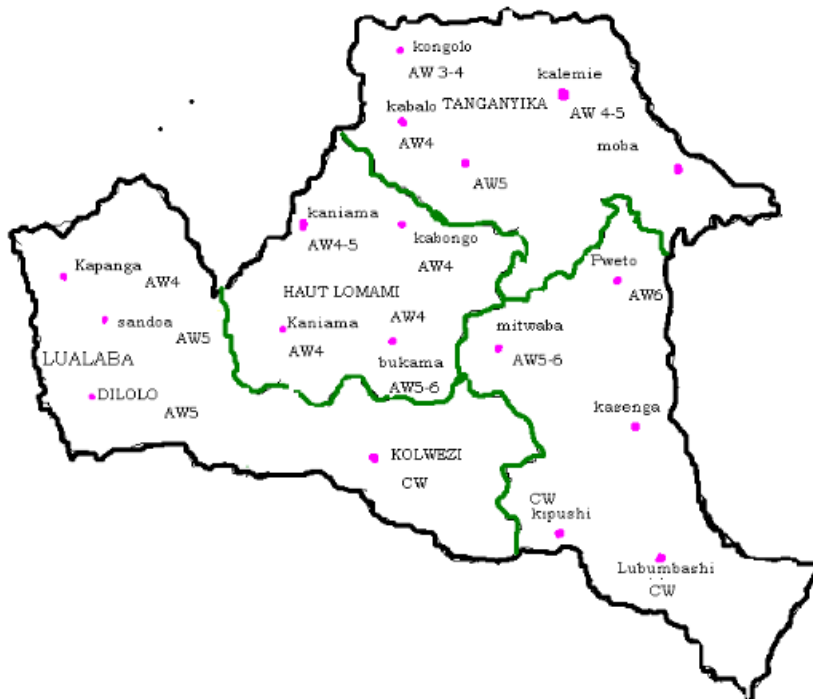 kongolo
AW 3-4
kalemie
kabalo
TANGANYIKA
AW 4-5
AW4
moba
AW5
kaniama
AW4-5
kabongo
AW4
Kapanga
AW4
Pweto
AW6
HAUT LOMAMI
sandoa
AW5
Kaniama
AW4
AW4
mitwaba
AW5-6
LUALABA
bukama
AW5-6
DILOLO
AW5
kasenga
KOLWEZI
CW
CW
kipushi
Lubumbashi
CW